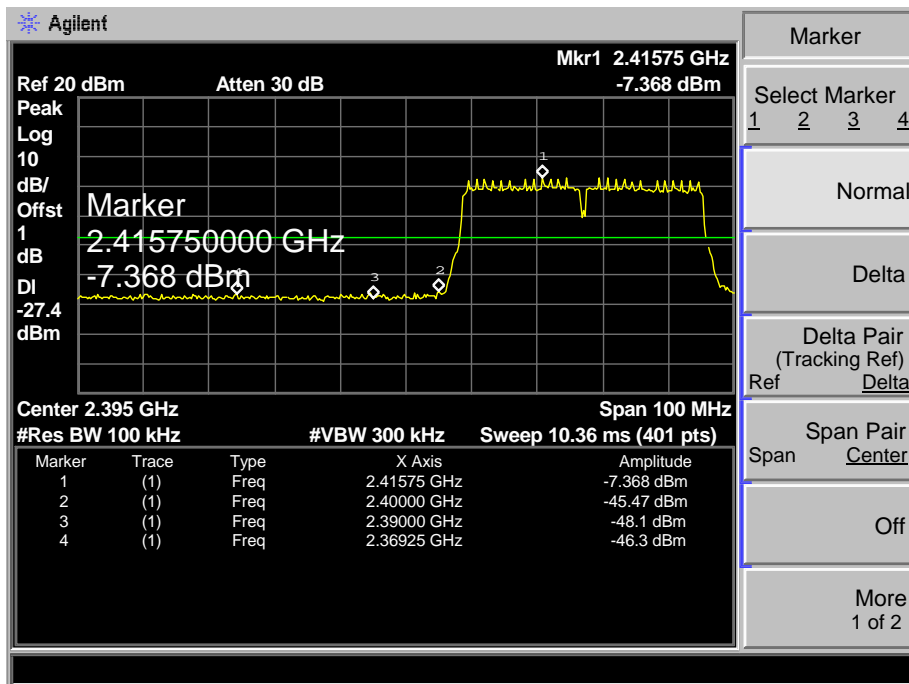 Agilent
Mkr1 2.41575 GHz
Ref 20 dBm Atten 30 dB -7.368 dBm
Peak
Log
10
dB/
Offst
1
dB
DI
-27.4
dBm
1
2
3
4
Marker
2.415750000 GHz
-7.368 dBm
Center 2.395 GHz Span 100 MHz
#Res BW 100 kHz #VBW 300 kHz Sweep 10.36 ms (401 pts)
Marker Trace Type X Axis Amplitude
1 (1) Freq 2.41575 GHz -7.368 dBm
2 (1) Freq 2.40000 GHz -45.47 dBm
3 (1) Freq 2.39000 GHz -48.1 dBm
4 (1) Freq 2.36925 GHz -46.3 dBm
Marker
Select Marker
1 2 3 4
Normal
Delta
Delta Pair
(Tracking Ref)
Ref Delta
Span Pair
Span Center
Off
More
1 of 2